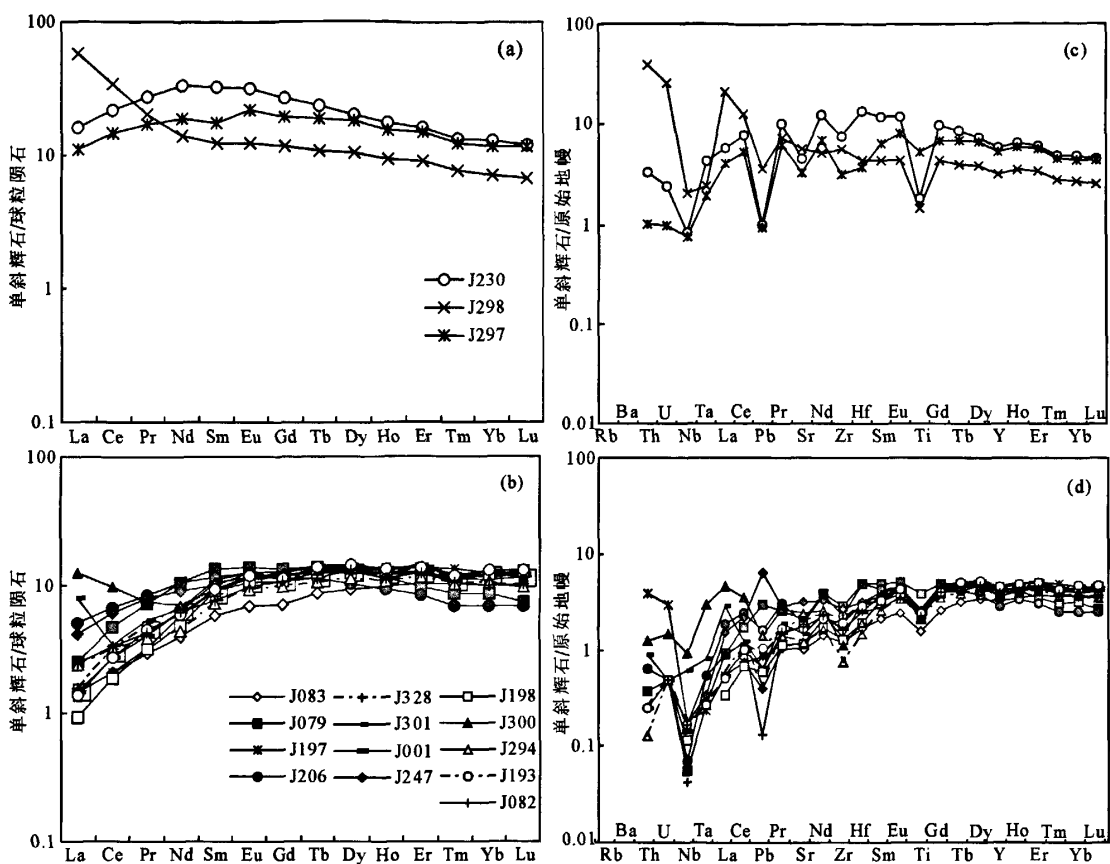 100
10
1
0.1
单斜辉石/球粒陨石
(a)
J230
J298
J297
La Ce Pr Nd Sm Eu Gd Tb Dy Ho Er Tm Yb Lu
100
10
1
0.1
0.01
单斜辉石/原始地幔
(c)
Ba U Ta Ce Pr Nd Hf Eu Gd Dy Ho Tm Lu
Rb Th Nb La Pb Sr Zr Sm Ti Tb Y Er Yb
100
10
1
0.1
单斜辉石/球粒陨石
(b)
J083 J328 J198
J079 J301 J300
J197 J001 J294
J206 J247 J193
J082
La Ce Pr Nd Sm Eu Gd Tb Dy Ho Er Tm Yb Lu
100
10
1
0.1
0.01
单斜辉石/原始地幔
(d)
Ba U Ta Ce Pr Nd Hf Eu Gd Dy Ho Tm Lu
Rb Th Nb La Pb Sr Zr Sm Ti Tb Y Er Yb